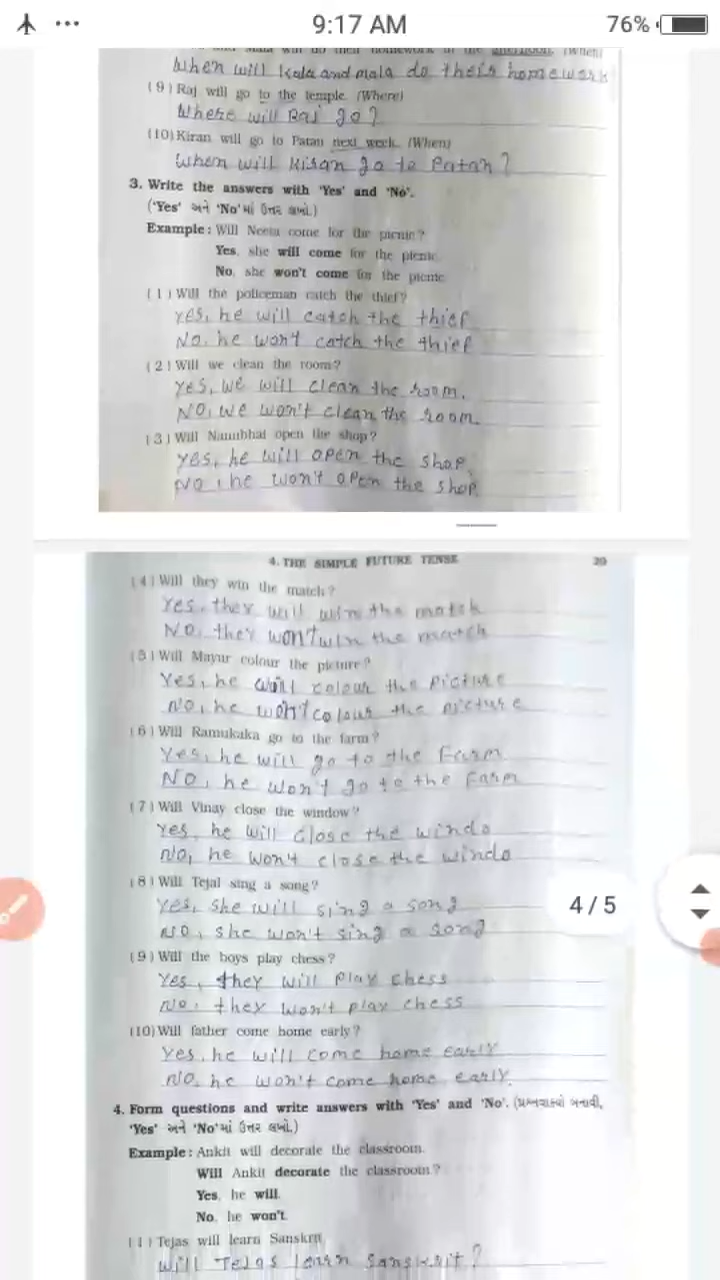 9:17 AM
76%
When will Kala and mala do their homework
(9) Raj will go to the temple. (Where)
Where will Raj go?
(10) Kiran will go to Patan next week. (When)
When will Kiran go to Patan?
3. Write the answers with 'Yes' and 'No'.
('Yes' અને 'No'માં ઉત્તર લખો.)
Example : Will Neeta come for the picnic?
Yes, she will come for the picnic.
No, she won't come for the picnic
(1) Will the policeman catch the thief?
Yes, he will catch the thief
No, he won't catch the thief
(2) Will we clean the room?
Yes, we will clean the room.
NO, we won't clean the room.
(3) Will Nanubhai open the shop?
Yes, he will open the shop.
No, he won't open the shop
4. THE SIMPLE FUTURE TENSE 39
(4) Will they win the match?
Yes, they will win the match
No, they won't win the match
(5) Will Mayur colour the picture?
Yes, he will colour the picture
No, he won't colour the picture
(6) Will Ramukaka go to the farm?
Yes, he will go to the Farm
NO, he won't go to the Farm
(7) Will Vinay close the window?
Yes, he will close the windo
No, he won't close the windo
(8) Will Tejal sing a song?
4 / 5
Yes, she will sing a song
NO, she won't sing a song
(9) Will the boys play chess?
Yes, they will Play chess
No, they won't play chess
(10) Will father come home early?
Yes, he will come home early
No, he won't come home early.
4. Form questions and write answers with 'Yes' and 'No'. (પ્રશ્નવાક્યો બનાવી,
'Yes' અને 'No'માં ઉત્તર લખો.)
Example : Ankit will decorate the classroom.
Will Ankit decorate the classroom?
Yes, he will.
No, he won't.
(1) Tejas will learn Sanskrit
Will Tejas learn Sanskrit?